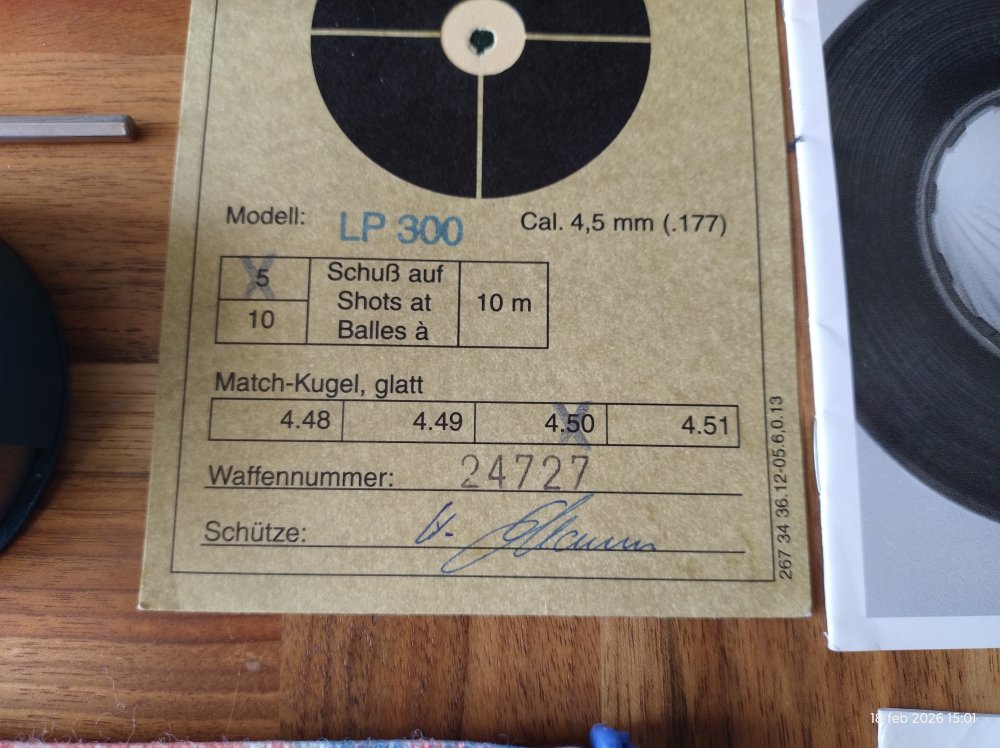 Modell: LP 300 Cal. 4,5 mm (.177)
5 Schuß auf
Shots at 10 m
10 Balles à
Match-Kugel, glatt
4.48 4.49 4.50 4.51
Waffennummer: 24727
Schütze:
267 34 36.12-05.6,0.13
18 feb 2026 15:01